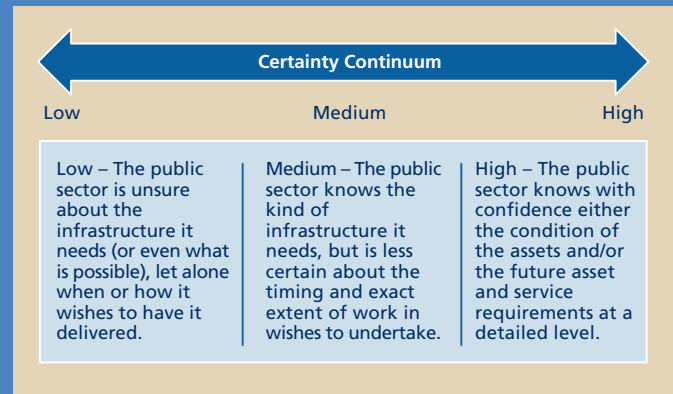 Certainty Continuum
Low Medium High
Low – The public
sector is unsure
about the
infrastructure it
needs (or even what
is possible), let alone
when or how it
wishes to have it
delivered.
Medium – The public
sector knows the
kind of
infrastructure it
needs, but is less
certain about the
timing and exact
extent of work in
wishes to undertake.
High – The public
sector knows with
confidence either
the condition of
the assets and/or
the future asset
and service
requirements at a
detailed level.